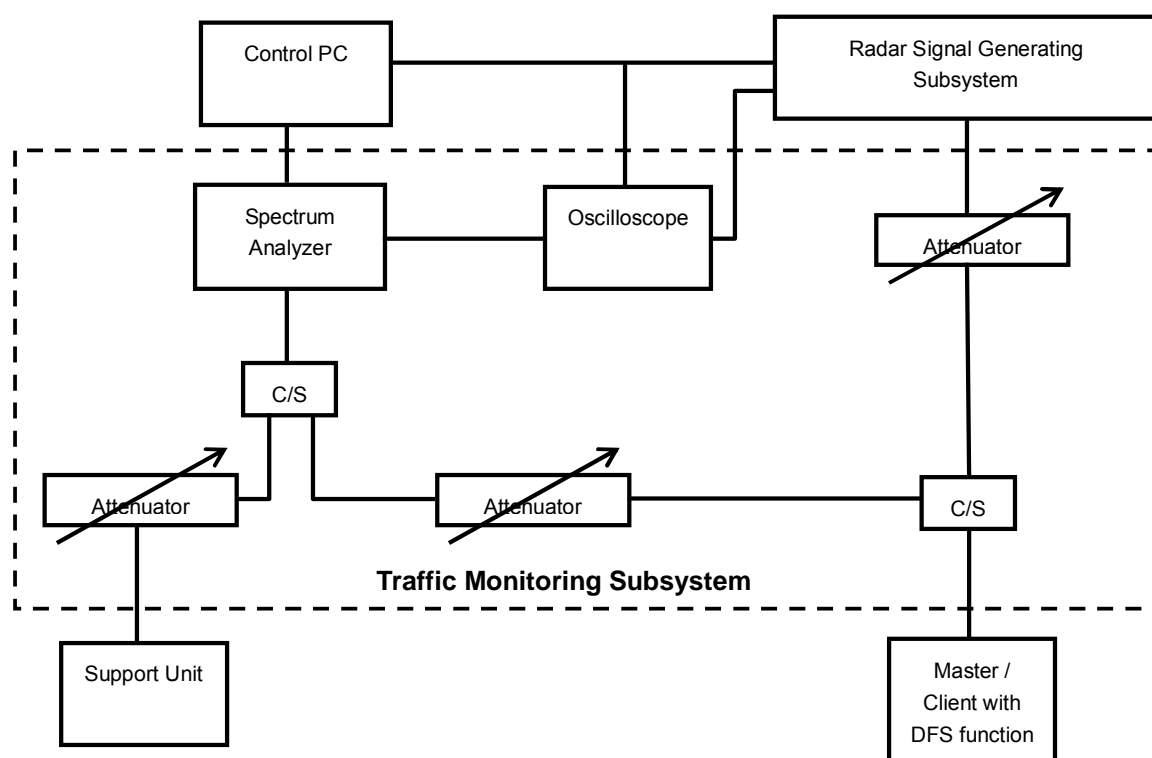 Control PC
Radar Signal Generating
Subsystem
Spectrum
Analyzer
Oscilloscope
Attenuator
C/S
Attenuator
Attenuator
C/S
Traffic Monitoring Subsystem
Support Unit
Master /
Client with
DFS function